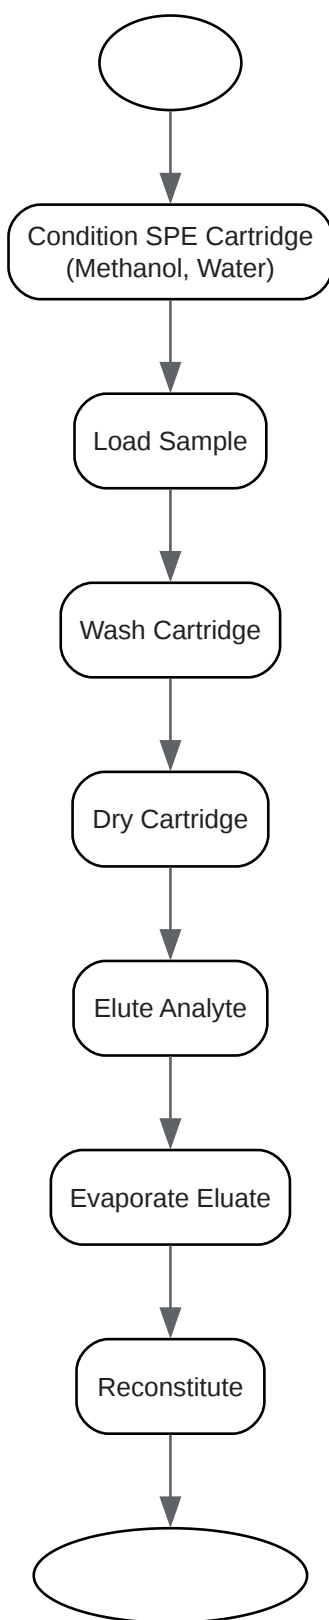 Condition SPE Cartridge
(Methanol, Water)
Load Sample
Wash Cartridge
Dry Cartridge
Elute Analyte
Evaporate Eluate
Reconstitute